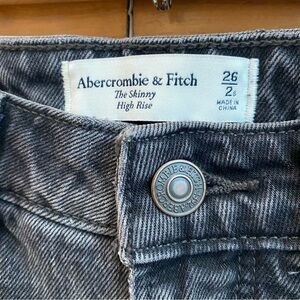 Abercrombie & Fitch
The Skinny
High Rise
26
2s
MADE IN
CHINA